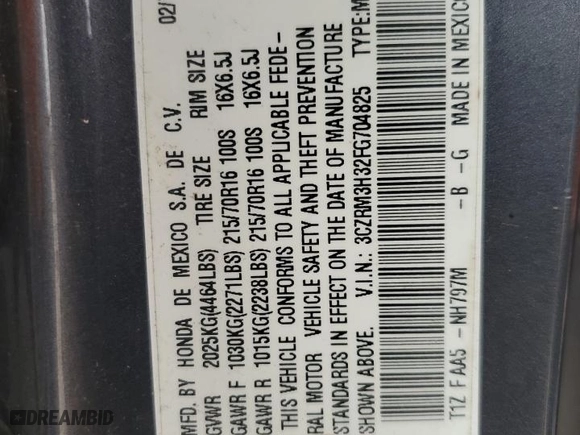 02/
MFD. BY HONDA DE MEXICO S.A. DE C.V.
GVWR 2025KG(4464LBS) TIRE SIZE RIM SIZE
GAWR F 1030KG(2271LBS) 215/70R16 100S 16X6.5J
GAWR R 1015KG(2238LBS) 215/70R16 100S 16X6.5J
THIS VEHICLE CONFORMS TO ALL APPLICABLE FEDE-
RAL MOTOR VEHICLE SAFETY AND THEFT PREVENTION
STANDARDS IN EFFECT ON THE DATE OF MANUFACTURE
SHOWN ABOVE. V.I.N.: 3CZRM3H32FG704825 TYPE:M
T1Z F AA5 -NH797M -B -G MADE IN MEXICO
DREAMBID